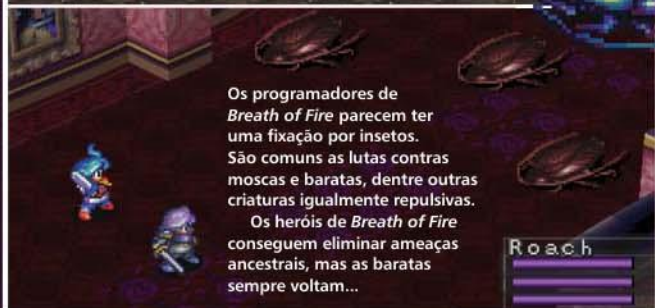 Os programadores de
Breath of Fire parecem ter
uma fixação por insetos.
São comuns as lutas contras
moscas e baratas, dentre outras
criaturas igualmente repulsivas.
Os heróis de Breath of Fire
conseguem eliminar ameaças
ancestrais, mas as baratas
sempre voltam...
Roach